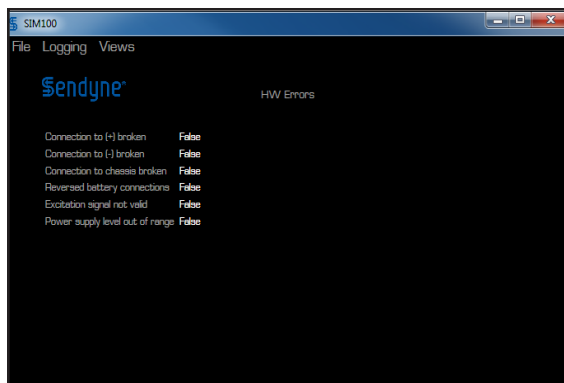 SIM100
File Logging Views
Sendyne
HW Errors
Connection to (+) broken False
Connection to (-) broken False
Connection to chassis broken False
Reversed battery connections False
Excitation signal not valid False
Power supply level out of range False